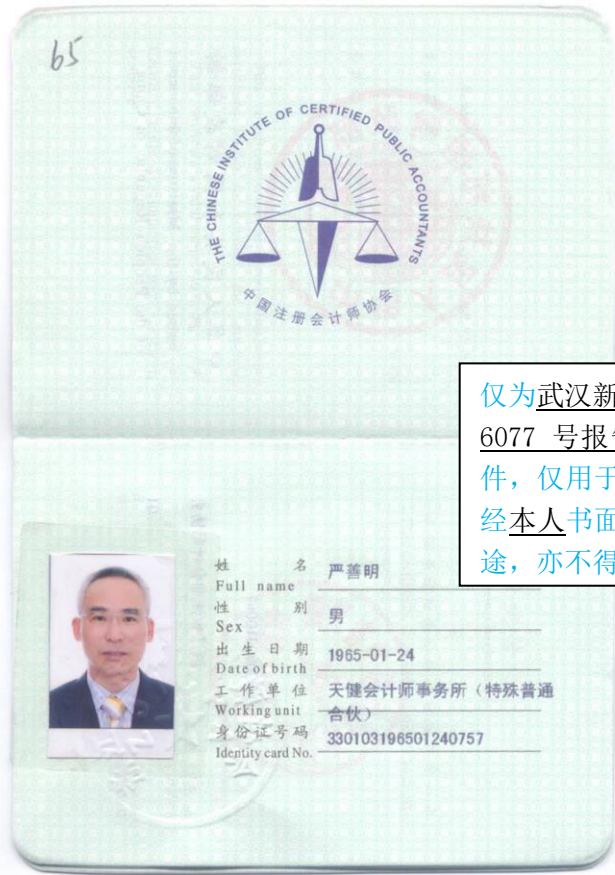 65
THE CHINESE INSTITUTE OF CERTIFIED PUBLIC ACCOUNTANTS
中国注册会计师协会
仅为武汉新
6077 号报
件，仅用于
经本人书面
途，亦不得
姓 名 严善明
Full name
性 别 男
Sex
出生日期 1965-01-24
Date of birth
工作单位 天健会计师事务所（特殊普通
Working unit 合伙）
身份证号码 330103196501240757
Identity card No.